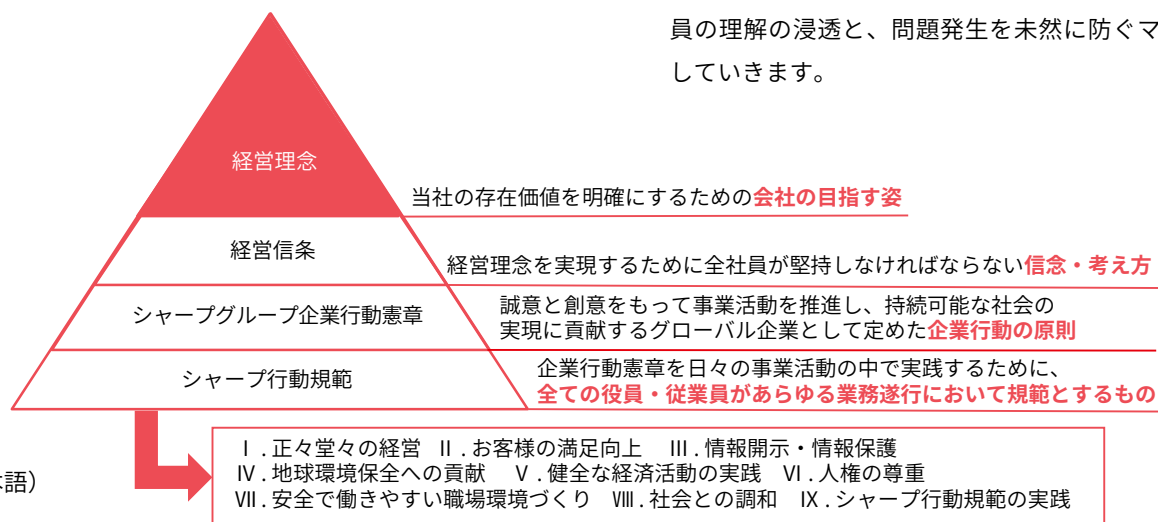 員の理解の浸透と、問題発生を未然に防ぐマ
していきます。
経営理念
当社の存在価値を明確にするための会社の目指す姿
経営信条
経営理念を実現するために全社員が堅持しなければならない信念・考え方
シャープグループ企業行動憲章
誠意と創意をもって事業活動を推進し、持続可能な社会の
実現に貢献するグローバル企業として定めた企業行動の原則
シャープ行動規範
企業行動憲章を日々の事業活動の中で実践するために、
全ての役員・従業員があらゆる業務遂行において規範とするもの
Ⅰ . 正々堂々の経営 Ⅱ . お客様の満足向上 Ⅲ . 情報開示・情報保護
Ⅳ . 地球環境保全への貢献 Ⅴ . 健全な経済活動の実践 Ⅵ . 人権の尊重
Ⅶ . 安全で働きやすい職場環境づくり Ⅷ . 社会との調和 Ⅸ . シャープ行動規範の実践
語）